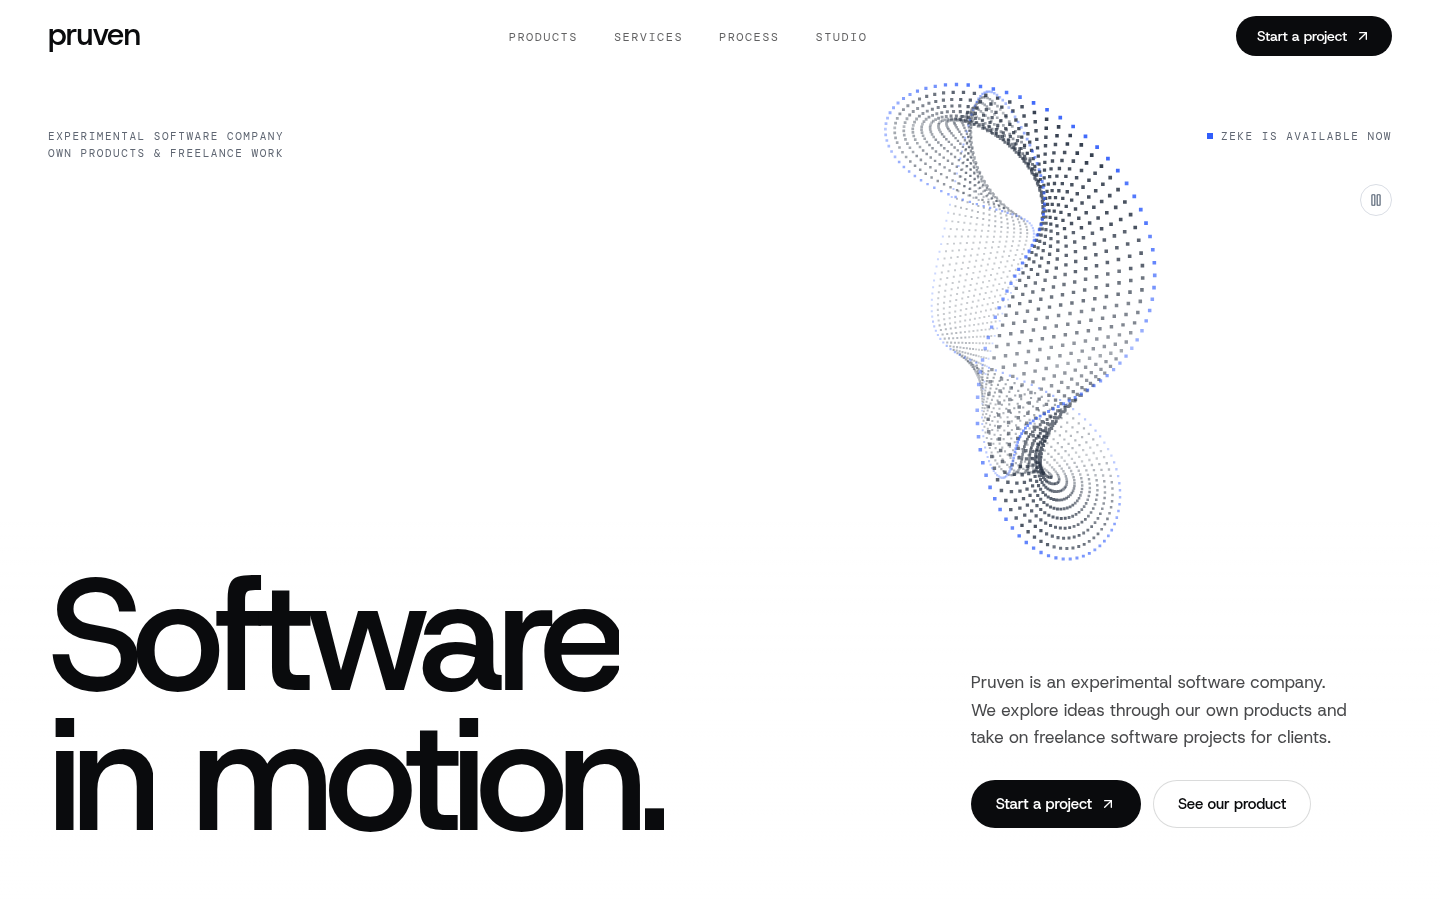 pruven
PRODUCTS
SERVICES
PROCESS
STUDIO
Start a project
EXPERIMENTAL SOFTWARE COMPANY
OWN PRODUCTS & FREELANCE WORK
ZEKE IS AVAILABLE NOW
Software
in motion.
Pruven is an experimental software company.
We explore ideas through our own products and
take on freelance software projects for clients.
Start a project
See our product